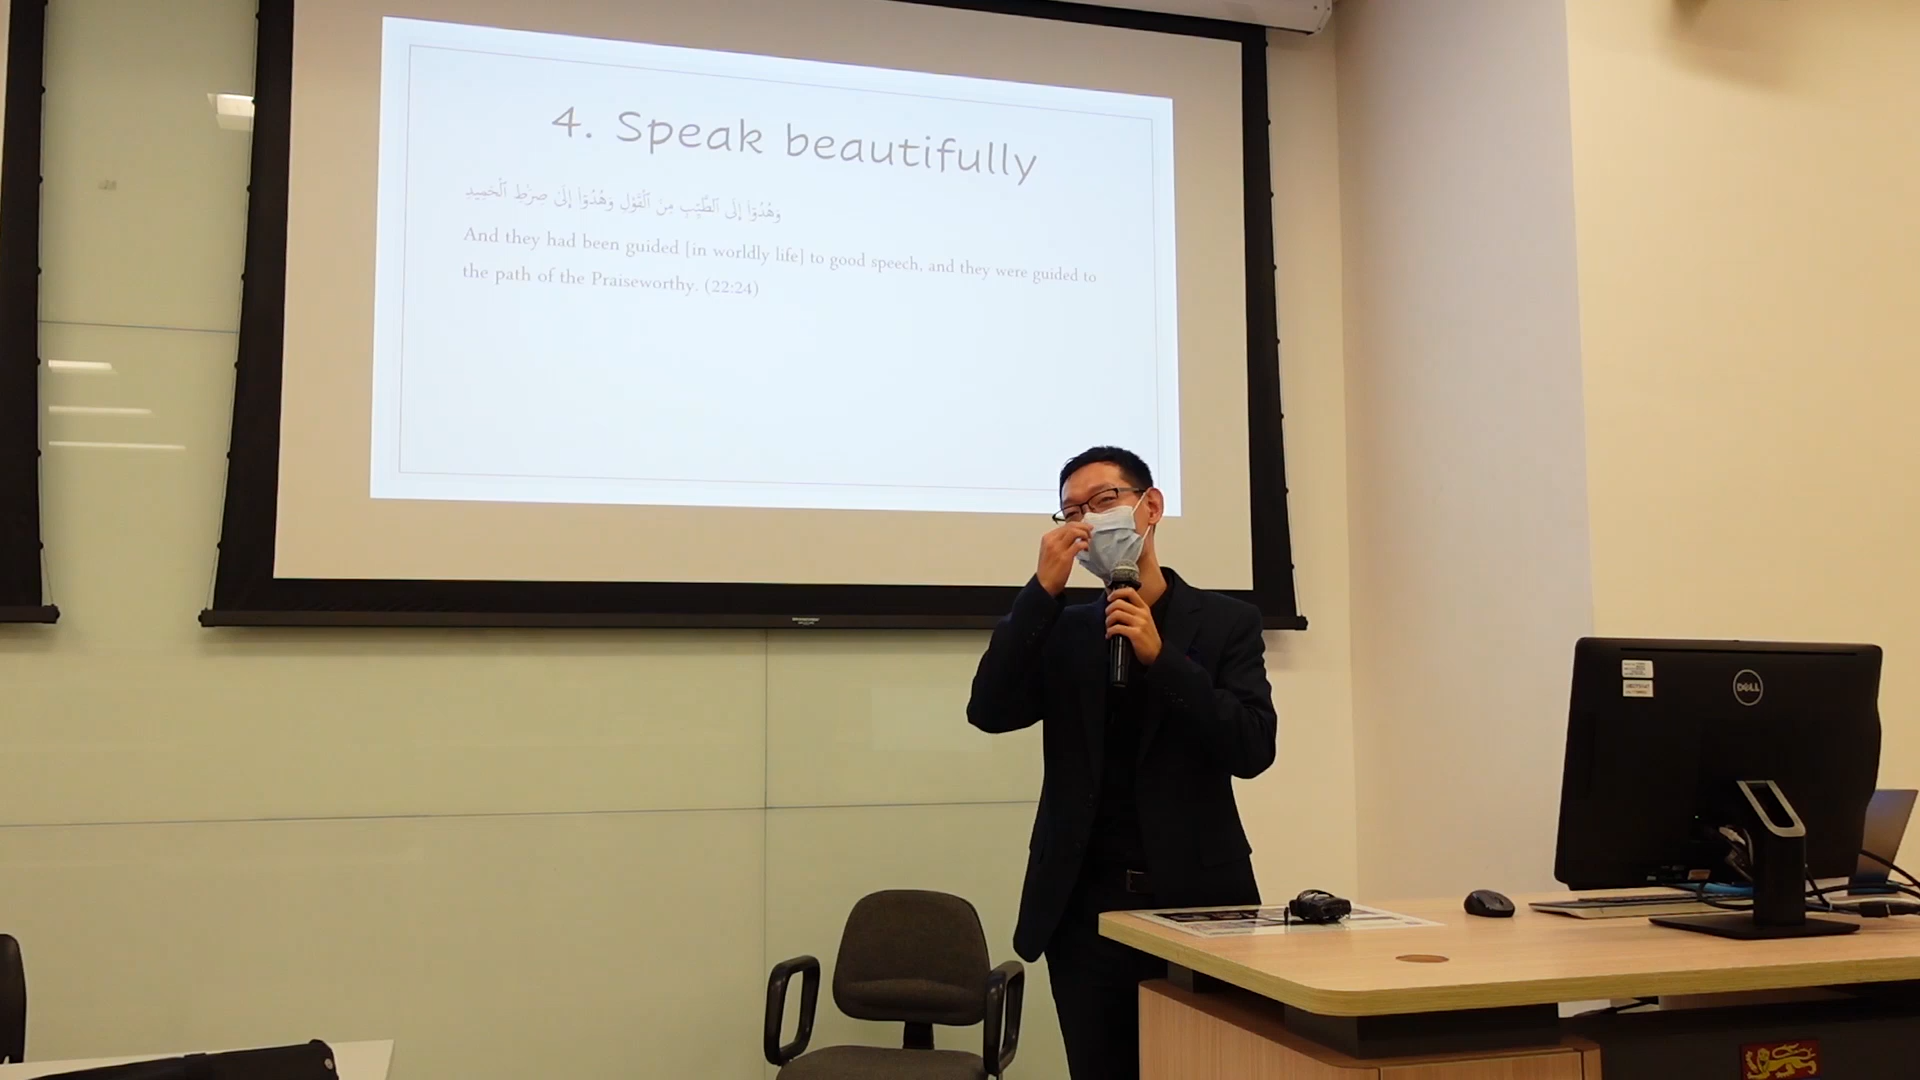 4. Speak beautifully
وَهُدُوٓا۟ إِلَى ٱلطَّيِّبِ مِنَ ٱلْقَوْلِ وَهُدُوٓا۟ إِلَىٰ صِرَٰطِ ٱلْحَمِيدِ
And they had been guided [in worldly life] to good speech, and they were guided to
the path of the Praiseworthy. (22:24)
DELL